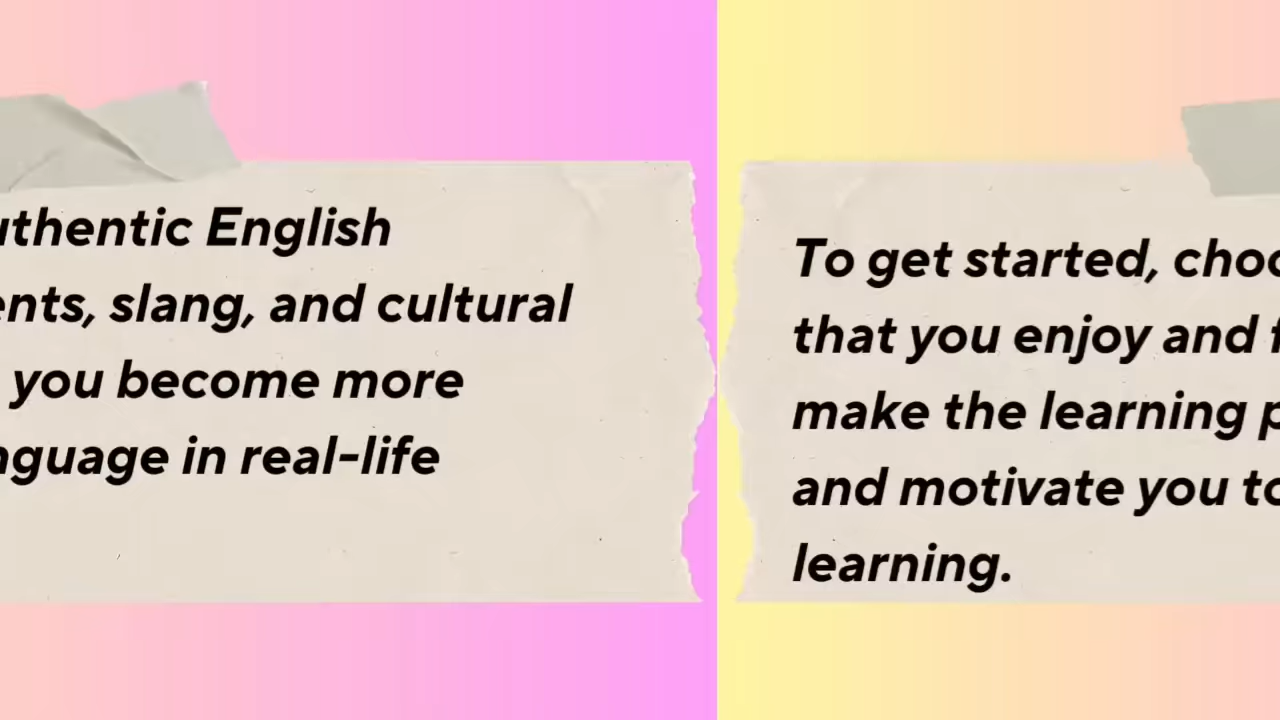 uthentic English
ents, slang, and cultural
you become more
nguage in real-life
To get started, choo
that you enjoy and f
make the learning p
and motivate you to
learning.